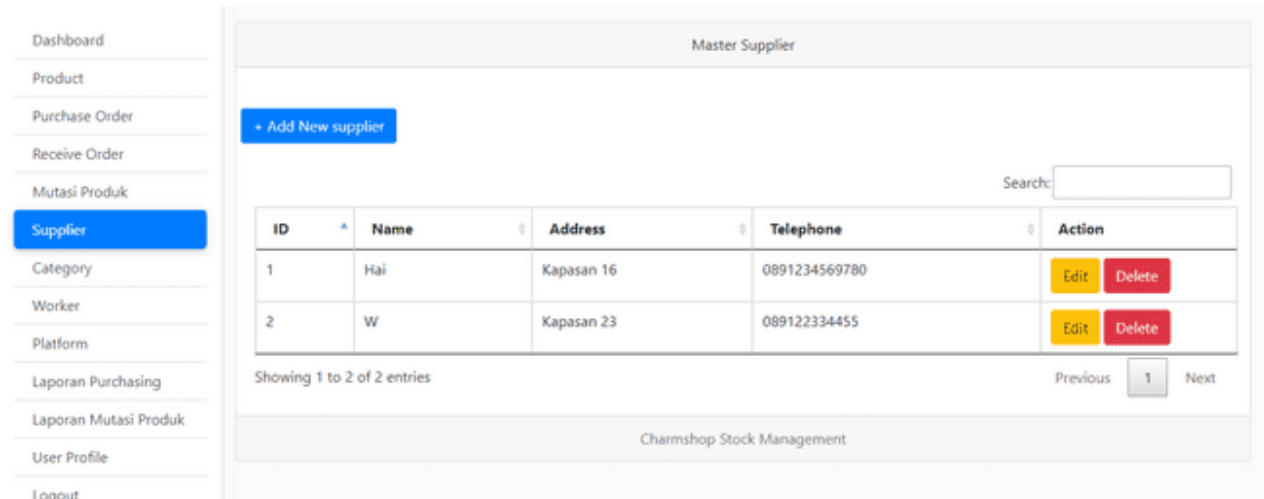 Dashboard
Product
Purchase Order
Receive Order
Mutasi Produk
Supplier
Category
Worker
Platform
Laporan Purchasing
Laporan Mutasi Produk
User Profile
Logout
Master Supplier
+ Add New supplier
Search:
ID Name Address Telephone Action
1 Hai Kapasan 16 0891234569780 Edit Delete
2 W Kapasan 23 089122334455 Edit Delete
Showing 1 to 2 of 2 entries Previous 1 Next
Charmshop Stock Management